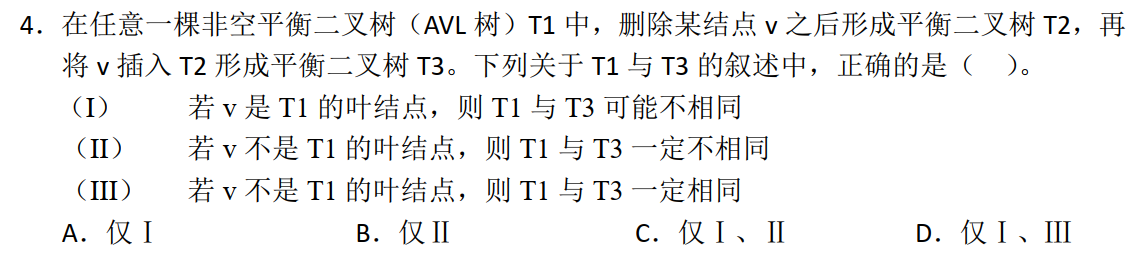 4．在任意一棵非空平衡二叉树（AVL 树）T1 中，删除某结点 v 之后形成平衡二叉树 T2，再
将 v 插入 T2 形成平衡二叉树 T3。下列关于 T1 与 T3 的叙述中，正确的是（　）。
（I）　若 v 是 T1 的叶结点，则 T1 与 T3 可能不相同
（II）　若 v 不是 T1 的叶结点，则 T1 与 T3 一定不相同
（III）　若 v 不是 T1 的叶结点，则 T1 与 T3 一定相同
A．仅Ⅰ　B．仅Ⅱ　C．仅Ⅰ、Ⅱ　D．仅Ⅰ、Ⅲ